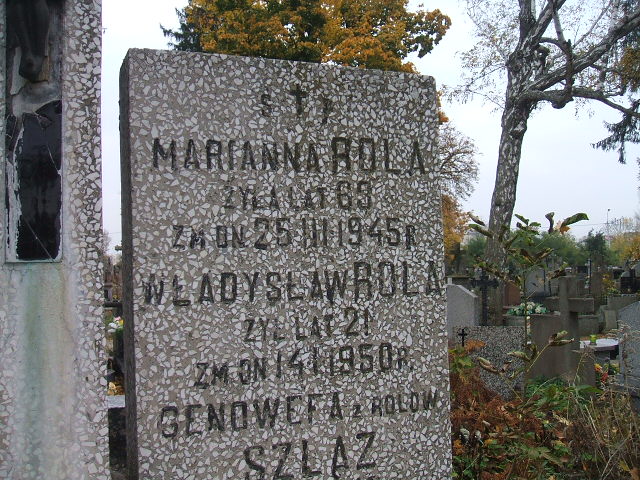 Ś † P
MARIANNA ROLA
ŻYŁA LAT 63
ZM DN. 25 III 1945 R.
WŁADYSŁAW ROLA
ŻYŁ LAT 21
ZM DN. 14 I 1950 R.
GENOWEFA Z ROLÓW
SZLAZ